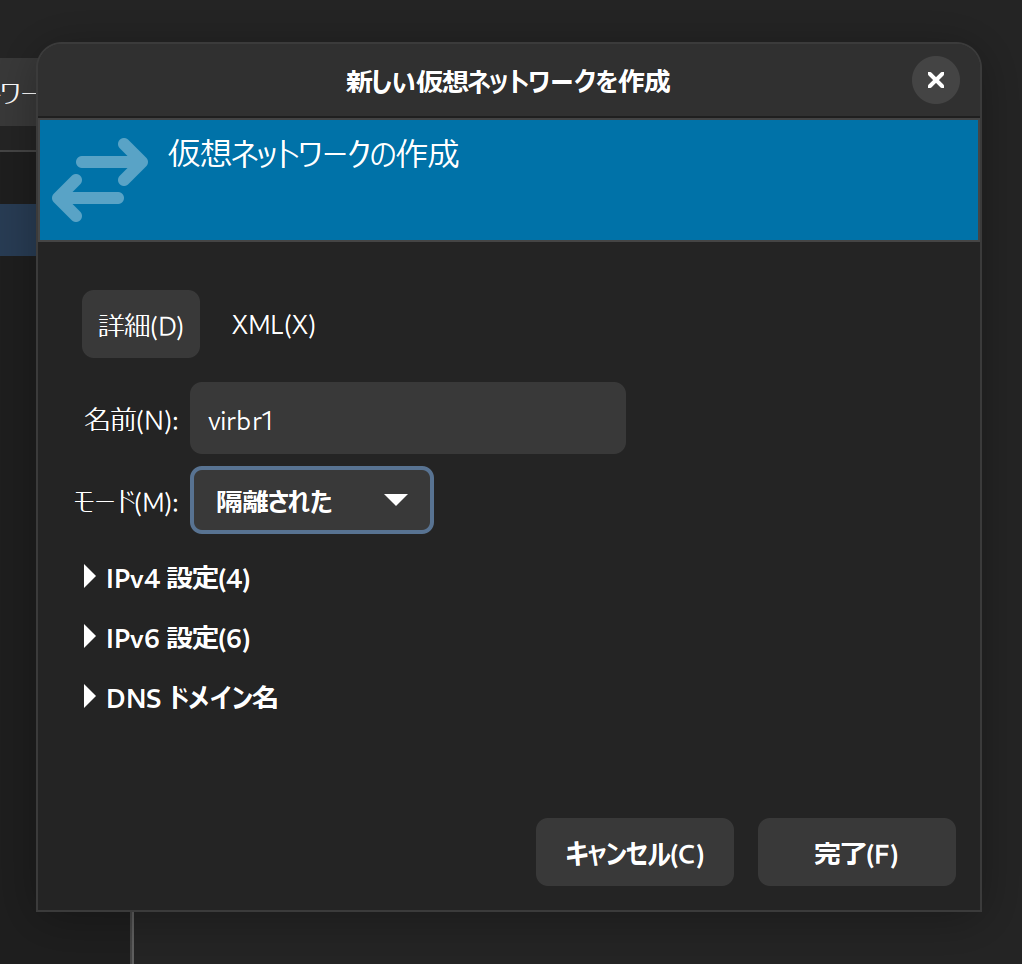 ワー
新しい仮想ネットワークを作成
仮想ネットワークの作成
詳細(D) XML(X)
名前(N): virbr1
モード(M): 隔離された
IPv4 設定(4)
IPv6 設定(6)
DNS ドメイン名
キャンセル(C) 完了(F)